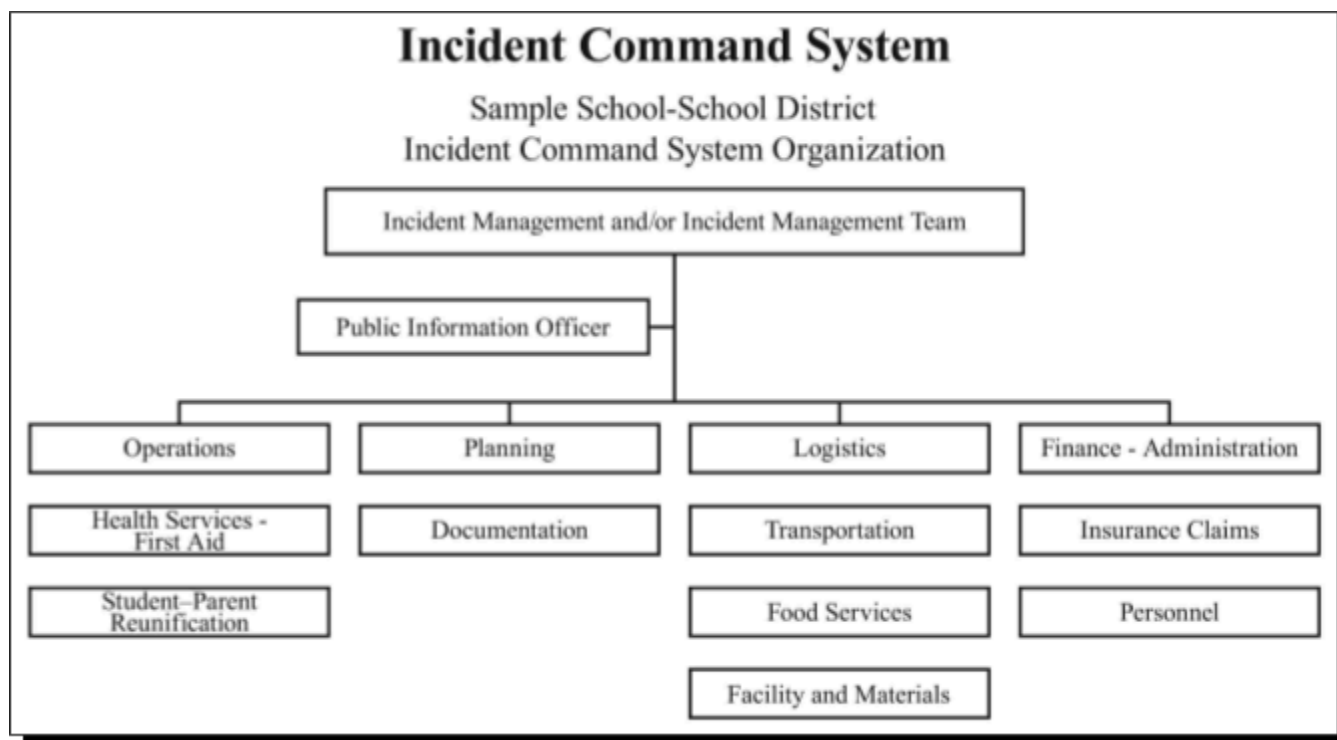 Incident Command System
Sample School-School District
Incident Command System Organization
Incident Management and/or Incident Management Team
Public Information Officer
Operations
Planning
Logistics
Finance - Administration
Health Services -
First Aid
Documentation
Transportation
Insurance Claims
Student–Parent
Reunification
Food Services
Personnel
Facility and Materials